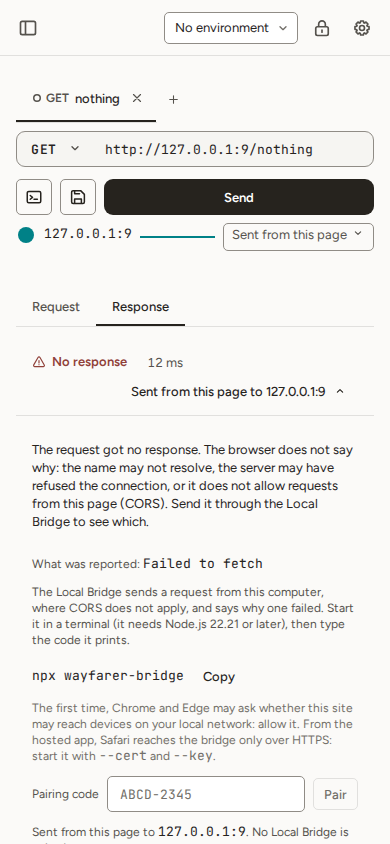 No environment
GET nothing
GET http://127.0.0.1:9/nothing
Send
127.0.0.1:9 Sent from this page
Request Response
No response 12 ms
Sent from this page to 127.0.0.1:9
The request got no response. The browser does not say
why: the name may not resolve, the server may have
refused the connection, or it does not allow requests
from this page (CORS). Send it through the Local
Bridge to see which.
What was reported: Failed to fetch
The Local Bridge sends a request from this computer,
where CORS does not apply, and says why one failed. Start
it in a terminal (it needs Node.js 22.21 or later), then type
the code it prints.
npx wayfarer-bridge Copy
The first time, Chrome and Edge may ask whether this site
may reach devices on your local network: allow it. From the
hosted app, Safari reaches the bridge only over HTTPS:
start it with --cert and --key.
Pairing code ABCD-2345 Pair
Sent from this page to 127.0.0.1:9. No Local Bridge is